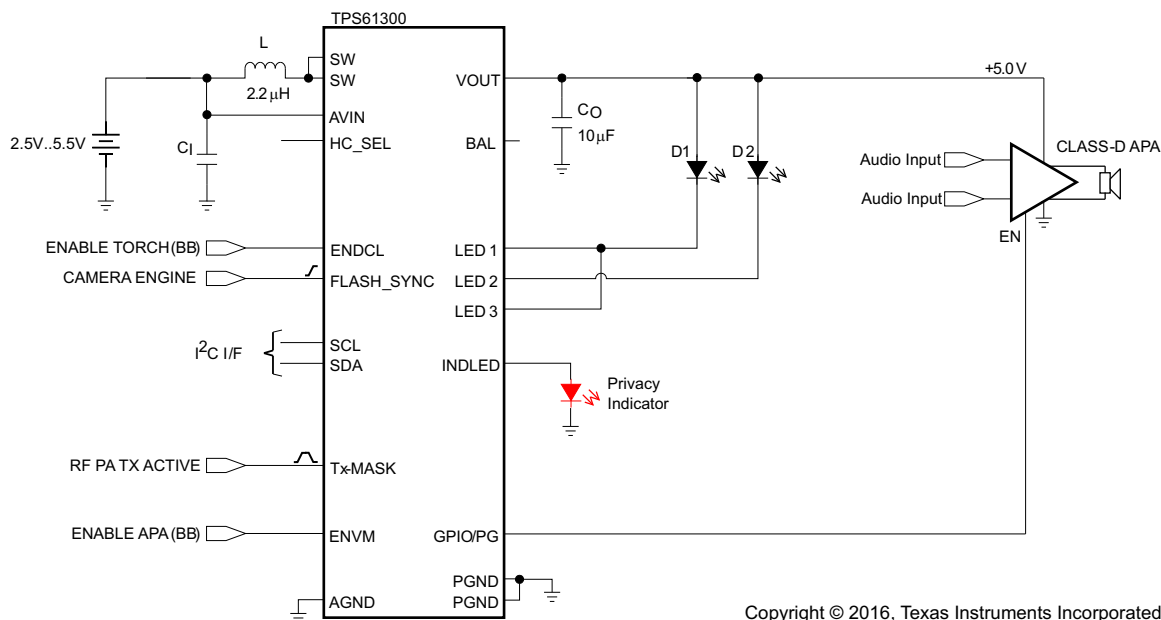 TPS61300
L
2.2 μH
SW
SW
AVIN
HC_SEL
2.5V..5.5V
CI
VOUT
BAL
CO
10μF
D1
D2
+5.0 V
CLASS-D APA
Audio Input
Audio Input
EN
ENABLE TORCH(BB)
ENDCL
CAMERA ENGINE
FLASH_SYNC
LED 1
LED 2
LED 3
I2C I/F
SCL
SDA
INDLED
Privacy
Indicator
RF PA TX ACTIVE
Tx-MASK
ENABLE APA (BB)
ENVM
GPIO/PG
PGND
PGND
AGND
Copyright © 2016, Texas Instruments Incorporated